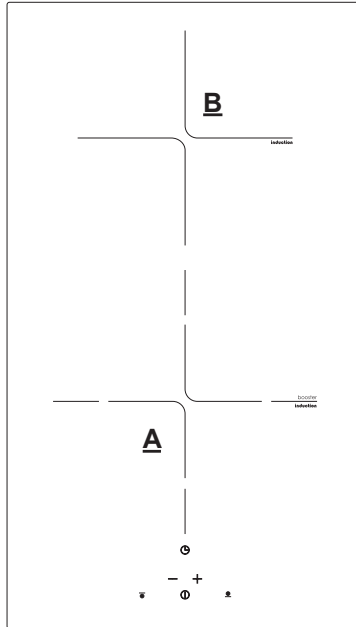 B
induction
booster
induction
A
− +